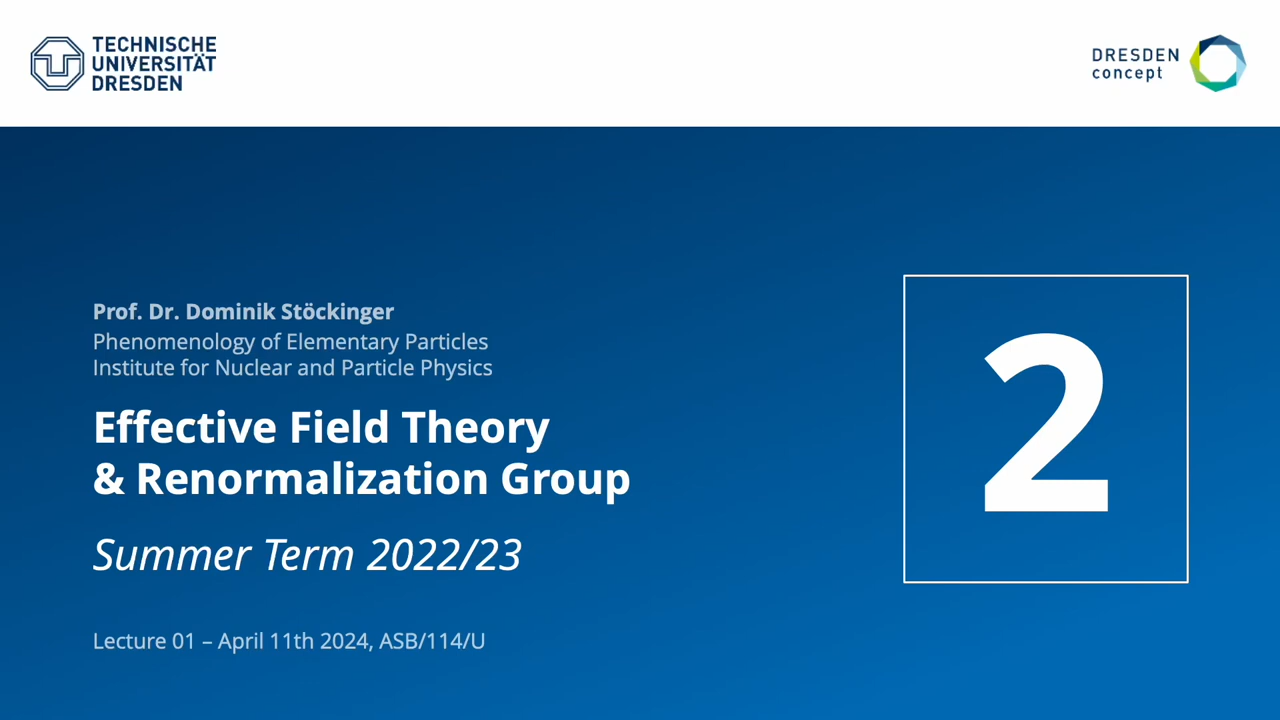 TECHNISCHE
UNIVERSITÄT
DRESDEN
DRESDEN
concept
Prof. Dr. Dominik Stöckinger
Phenomenology of Elementary Particles
Institute for Nuclear and Particle Physics
Effective Field Theory
& Renormalization Group
Summer Term 2022/23
Lecture 01 – April 11th 2024, ASB/114/U
2